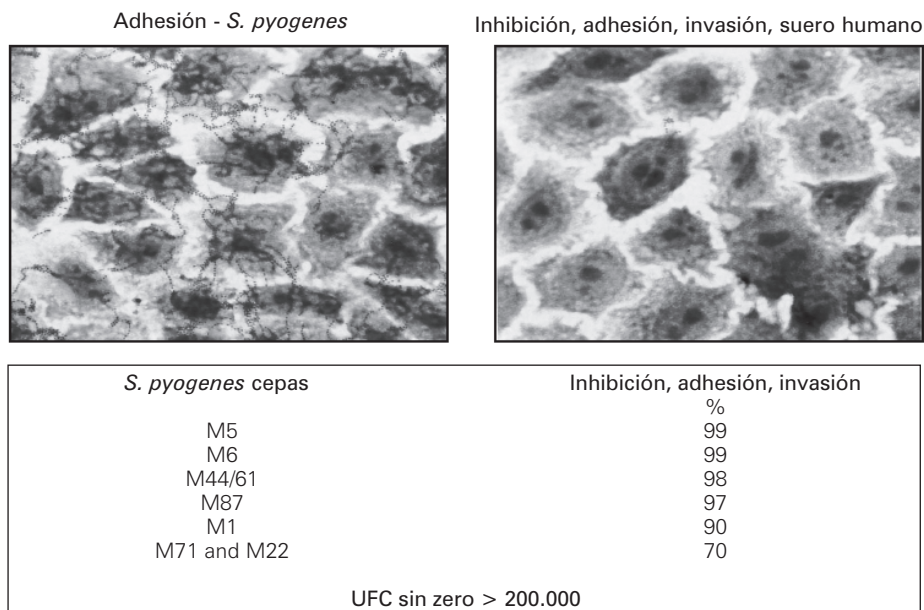 Adhesión - S. pyogenes
Inhibición, adhesión, invasión, suero humano
S. pyogenes cepas Inhibición, adhesión, invasión
%
M5 99
M6 99
M44/61 98
M87 97
M1 90
M71 and M22 70
UFC sin zero > 200.000